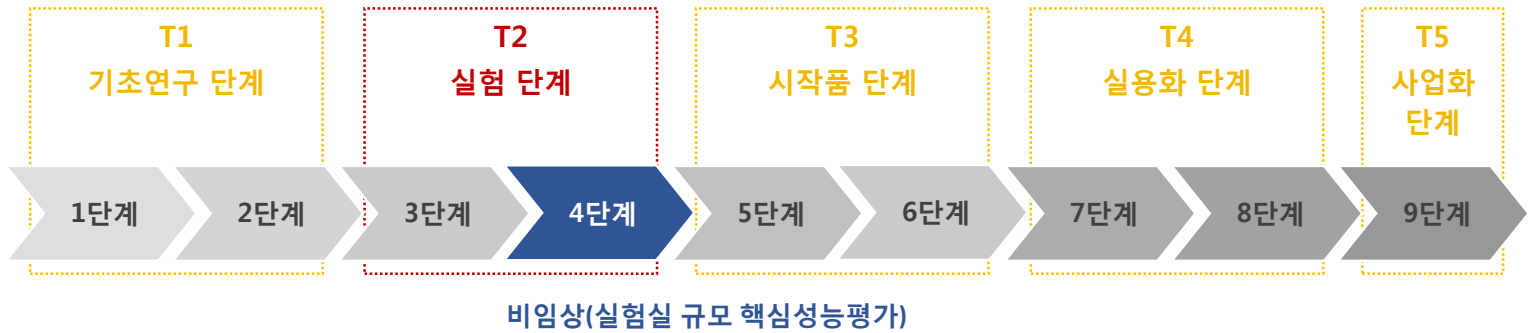 T1
기초연구 단계
T2
실험 단계
T3
시작품 단계
T4
실용화 단계
T5
사업화
단계
1단계
2단계
3단계
4단계
5단계
6단계
7단계
8단계
9단계
비임상(실험실 규모 핵심성능평가)